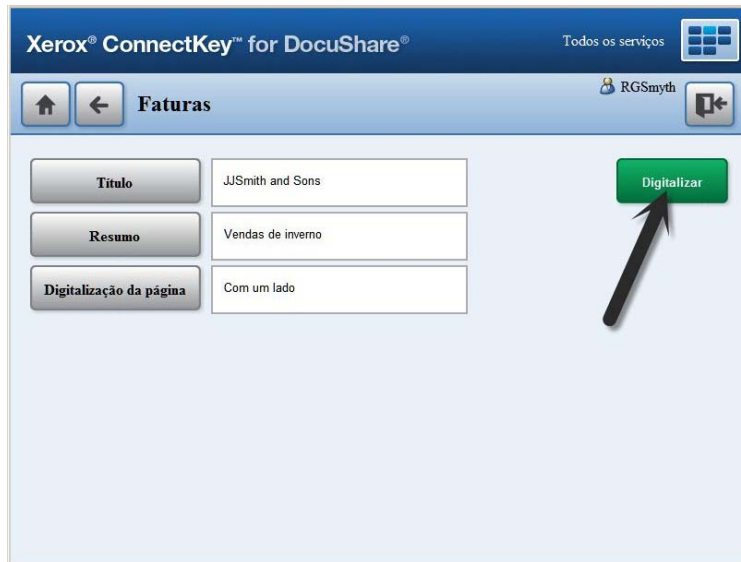 Xerox® ConnectKey™ for DocuShare®
Todos os serviços
Faturas
RGSmyth
Título
JJSmith and Sons
Digitalizar
Resumo
Vendas de inverno
Digitalização da página
Com um lado